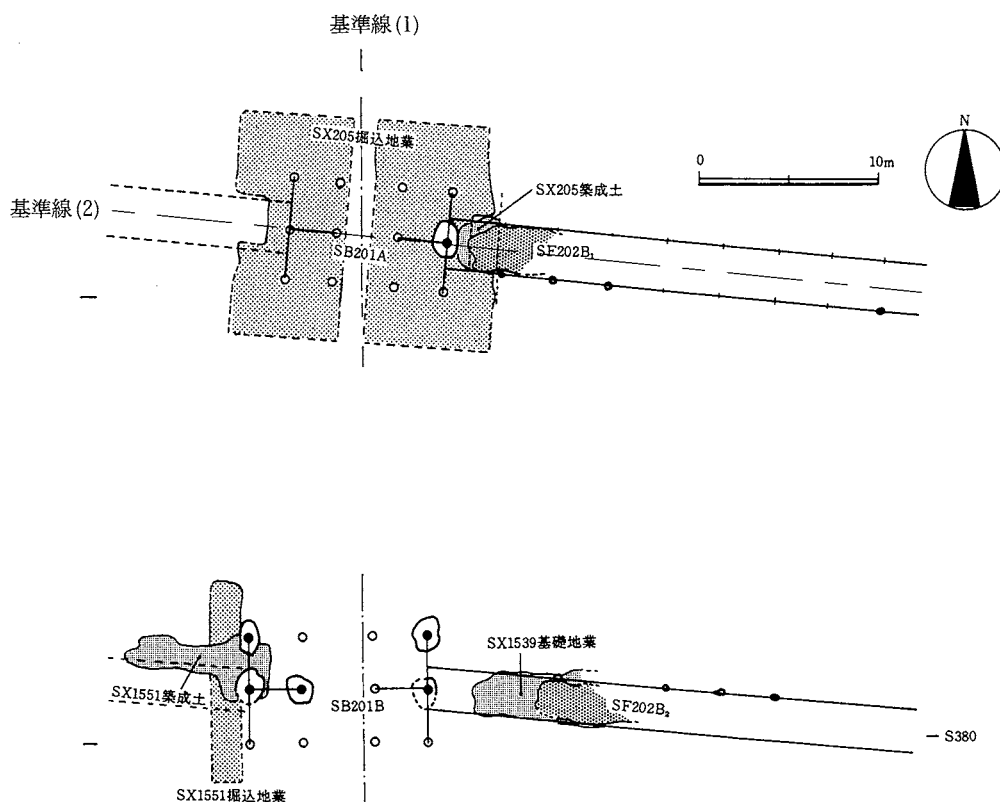 基準線(1)
SX205掘込地業
N
0
10m
SX205築成土
基準線(2)
SB201A
SF202B₁
SX1539基礎地業
SX1551築成土
SB201B
SF202B₂
S380
SX1551掘込地業